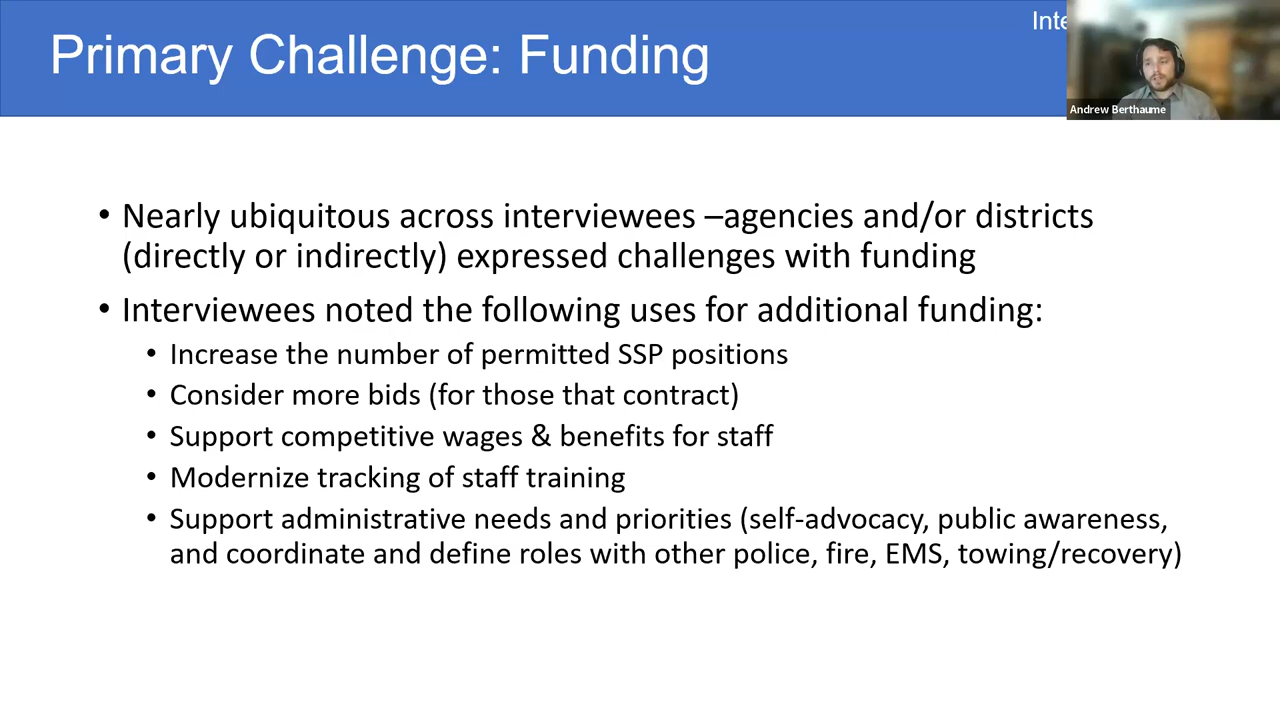 Primary Challenge: Funding
Andrew Berthaume
• Nearly ubiquitous across interviewees –agencies and/or districts
(directly or indirectly) expressed challenges with funding
• Interviewees noted the following uses for additional funding:
• Increase the number of permitted SSP positions
• Consider more bids (for those that contract)
• Support competitive wages & benefits for staff
• Modernize tracking of staff training
• Support administrative needs and priorities (self-advocacy, public awareness,
and coordinate and define roles with other police, fire, EMS, towing/recovery)